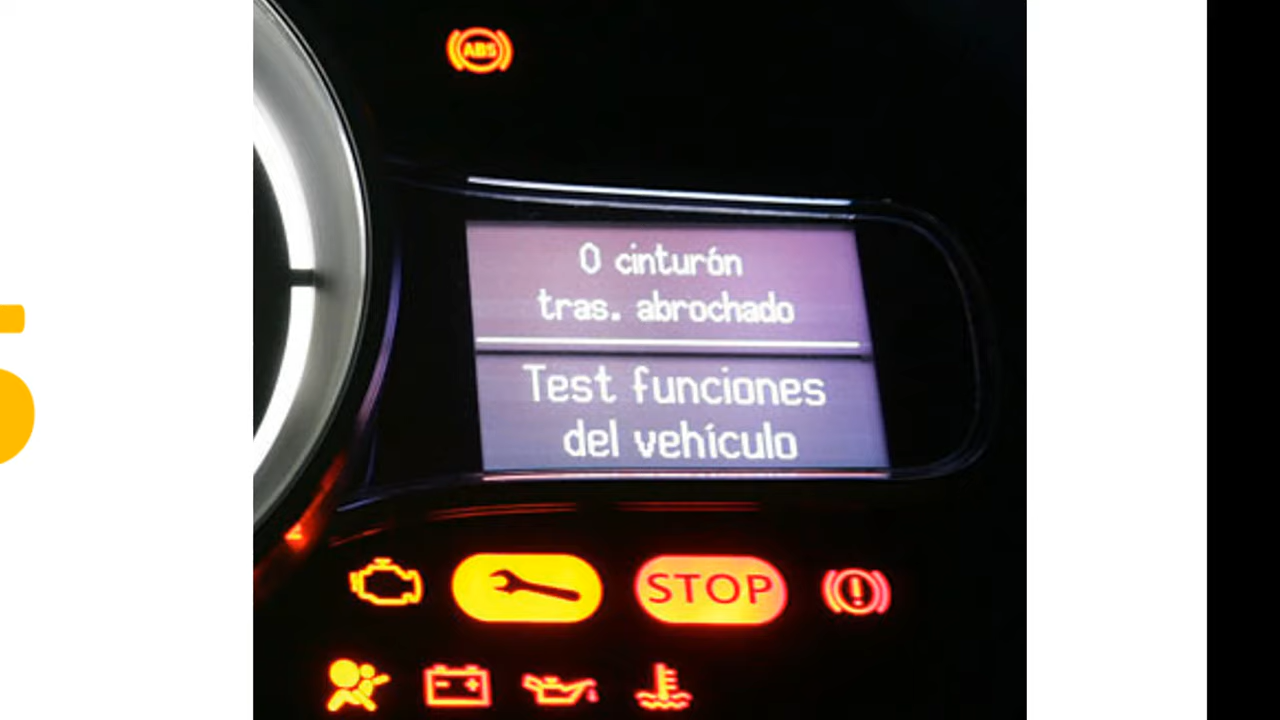 ABS
0 cinturón
tras. abrochado
Test funciones
del vehículo
STOP